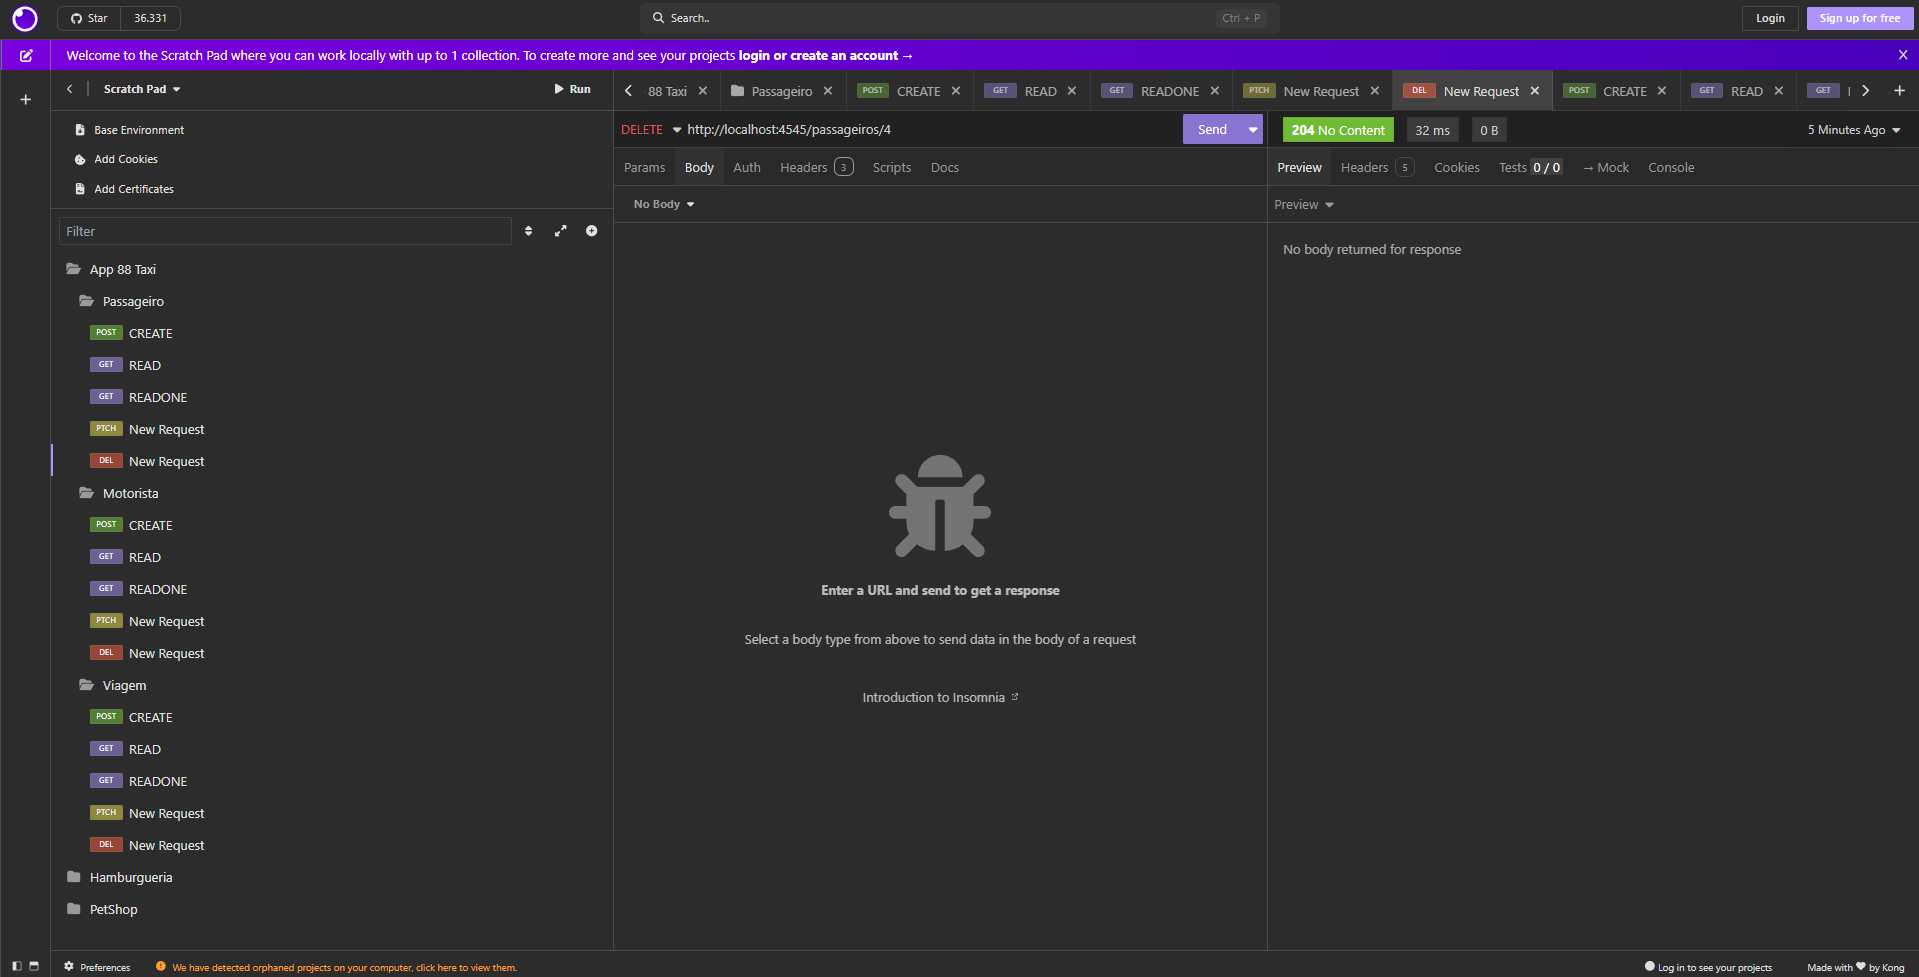 Star 36.331
Search..
Ctrl + P
Login
Sign up for free
Welcome to the Scratch Pad where you can work locally with up to 1 collection. To create more and see your projects login or create an account →
Scratch Pad
Run
88 Taxi
Passageiro
POST CREATE
GET READ
GET READONE
PTCH New Request
DEL New Request
POST CREATE
GET READ
GET
Base Environment
Add Cookies
Add Certificates
DELETE http://localhost:4545/passageiros/4
Send
204 No Content
32 ms
0 B
5 Minutes Ago
Params Body Auth Headers 3 Scripts Docs
Preview Headers 5 Cookies Tests 0 / 0 → Mock Console
No Body
Preview
No body returned for response
Filter
App 88 Taxi
Passageiro
POST CREATE
GET READ
GET READONE
PTCH New Request
DEL New Request
Motorista
POST CREATE
GET READ
GET READONE
PTCH New Request
DEL New Request
Viagem
POST CREATE
GET READ
GET READONE
PTCH New Request
DEL New Request
Hamburgueria
PetShop
Enter a URL and send to get a response
Select a body type from above to send data in the body of a request
Introduction to Insomnia
Preferences
We have detected orphaned projects on your computer, click here to view them.
Log in to see your projects
Made with ♥ by Kong